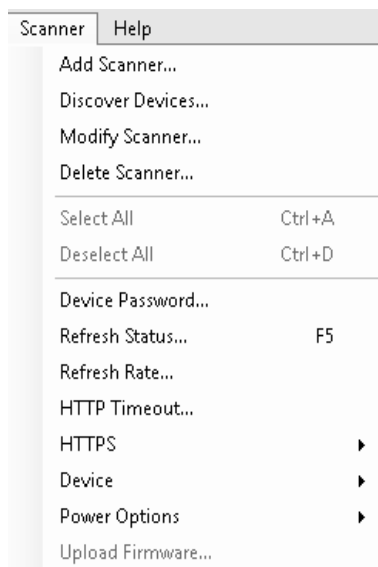 Scanner Help
Add Scanner...
Discover Devices...
Modify Scanner...
Delete Scanner...
Select All Ctrl+A
Deselect All Ctrl+D
Device Password...
Refresh Status... F5
Refresh Rate...
HTTP Timeout...
HTTPS
Device
Power Options
Upload Firmware...